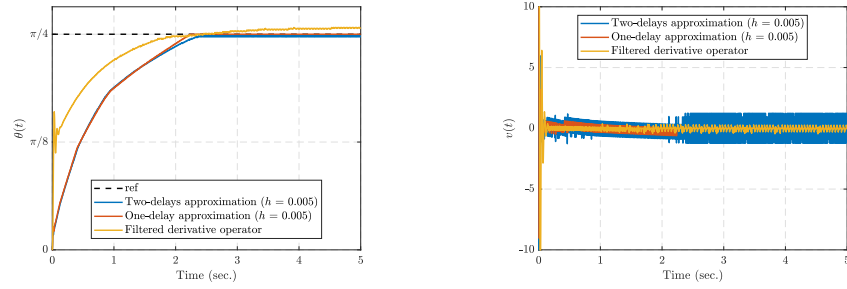 π/4
π/8
0
θ(t)
ref
Two-delays approximation (h = 0.005)
One-delay approximation (h = 0.005)
Filtered derivative operator
0 1 2 3 4 5
Time (sec.)
10
5
0
-5
-10
v(t)
Two-delays approximation (h = 0.005)
One-delay approximation (h = 0.005)
Filtered derivative operator
0 1 2 3 4 5
Time (sec.)